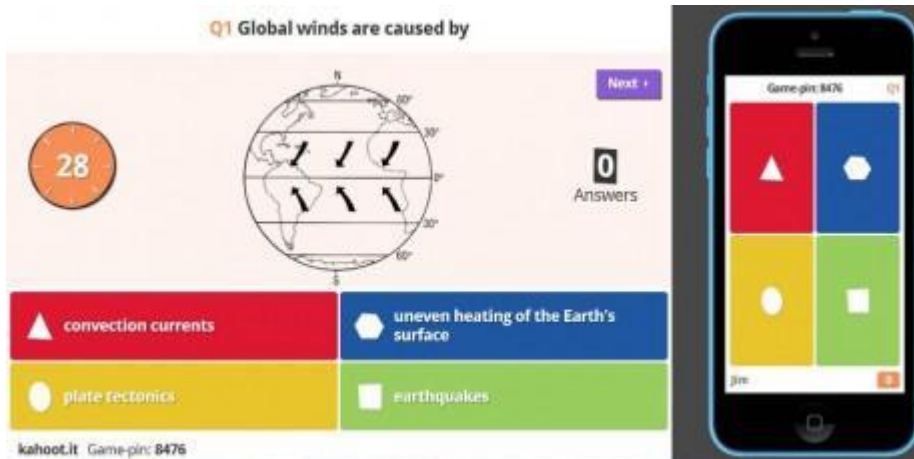 Q1 Global winds are caused by
Next
28
N
60°
30°
0°
30°
60°
S
0
Answers
convection currents
uneven heating of the Earth's
surface
plate tectonics
earthquakes
kahoot.it Game-pin: 8476
Game-pin: 8476 Q1
Jim 0